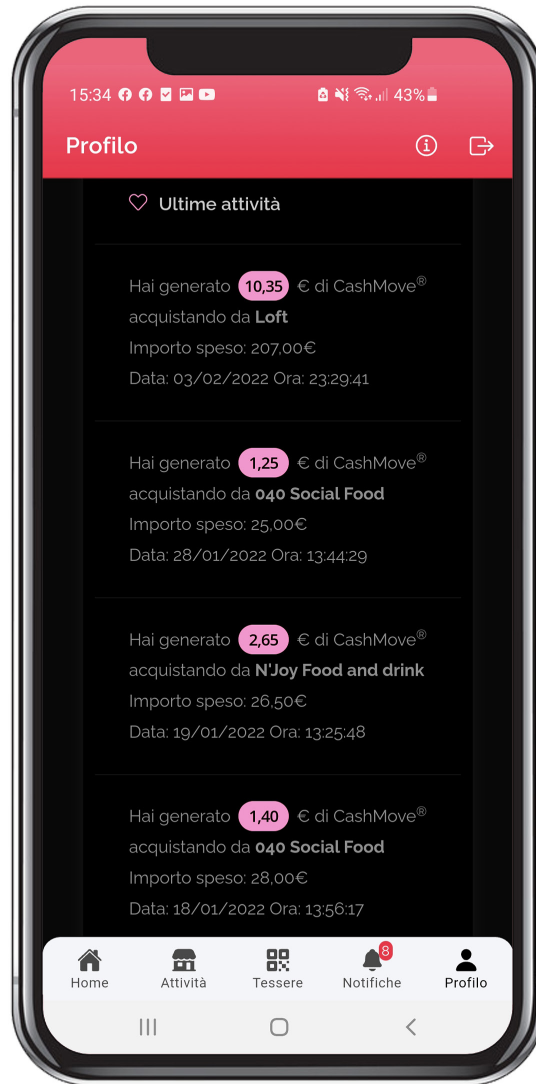 15:34 43%
Profilo
Ultime attività
Hai generato 10,35 € di CashMove®
acquistando da Loft
Importo speso: 207,00€
Data: 03/02/2022 Ora: 23:29:41
Hai generato 1,25 € di CashMove®
acquistando da 040 Social Food
Importo speso: 25,00€
Data: 28/01/2022 Ora: 13:44:29
Hai generato 2,65 € di CashMove®
acquistando da N'Joy Food and drink
Importo speso: 26,50€
Data: 19/01/2022 Ora: 13:25:48
Hai generato 1,40 € di CashMove®
acquistando da 040 Social Food
Importo speso: 28,00€
Data: 18/01/2022 Ora: 13:56:17
8
Home Attività Tessere Notifiche Profilo